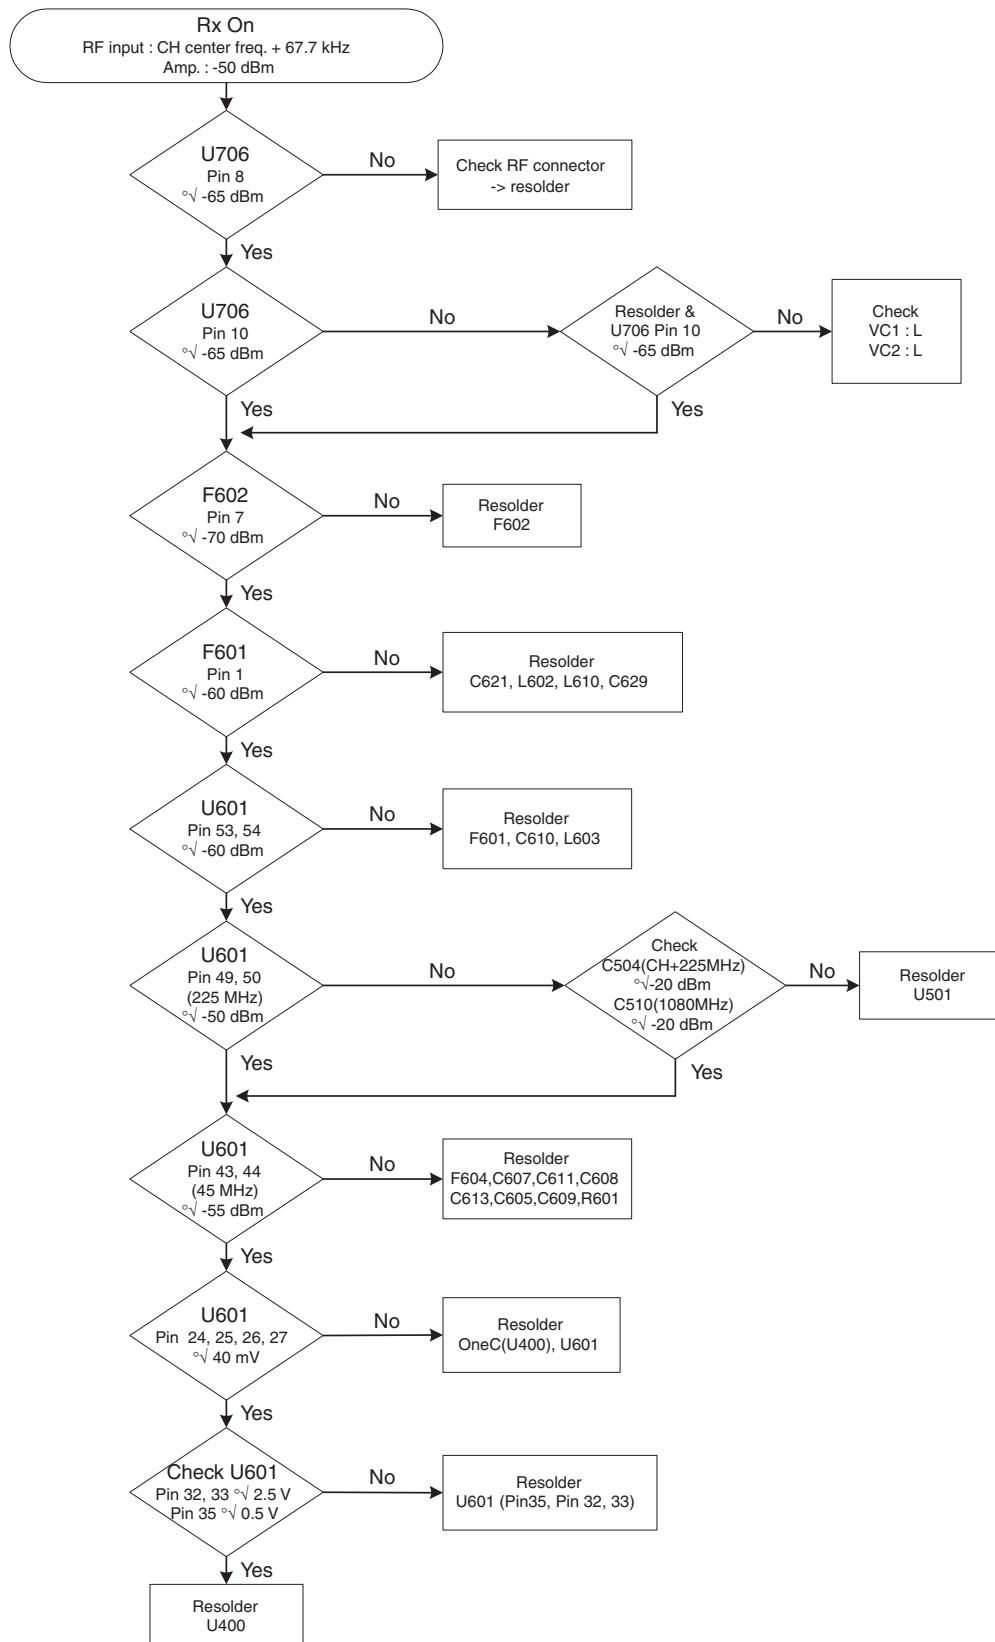 Rx On
RF input : CH center freq. + 67.7 kHz
Amp. : -50 dBm
U706
Pin 8
°√ -65 dBm
No
Check RF connector
-> resolder
Yes
U706
Pin 10
°√ -65 dBm
No
Resolder &
U706 Pin 10
°√ -65 dBm
No
Check
VC1 : L
VC2 : L
Yes
Yes
F602
Pin 7
°√ -70 dBm
No
Resolder
F602
Yes
F601
Pin 1
°√ -60 dBm
No
Resolder
C621, L602, L610, C629
Yes
U601
Pin 53, 54
°√ -60 dBm
No
Resolder
F601, C610, L603
Yes
U601
Pin 49, 50
(225 MHz)
°√ -50 dBm
No
Check
C504(CH+225MHz)
°√-20 dBm
C510(1080MHz)
°√ -20 dBm
No
Resolder
U501
Yes
Yes
U601
Pin 43, 44
(45 MHz)
°√ -55 dBm
No
Resolder
F604,C607,C611,C608
C613,C605,C609,R601
Yes
U601
Pin  24, 25, 26, 27
°√ 40 mV
No
Resolder
OneC(U400), U601
Yes
Check U601
Pin 32, 33 °√ 2.5 V
Pin 35 °√ 0.5 V
No
Resolder
U601 (Pin35, Pin 32, 33)
Yes
Resolder
U400